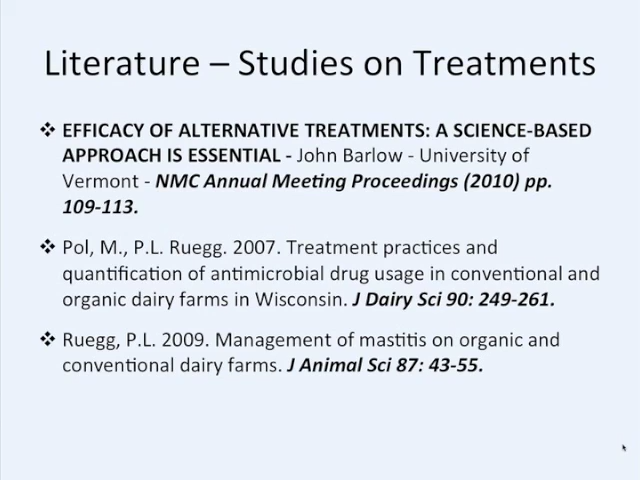 Literature – Studies on Treatments
❖ EFFICACY OF ALTERNATIVE TREATMENTS: A SCIENCE-BASED
APPROACH IS ESSENTIAL - John Barlow - University of
Vermont - NMC Annual Meeting Proceedings (2010) pp.
109-113.
❖ Pol, M., P.L. Ruegg. 2007. Treatment practices and
quantification of antimicrobial drug usage in conventional and
organic dairy farms in Wisconsin. J Dairy Sci 90: 249-261.
❖ Ruegg, P.L. 2009. Management of mastitis on organic and
conventional dairy farms. J Animal Sci 87: 43-55.